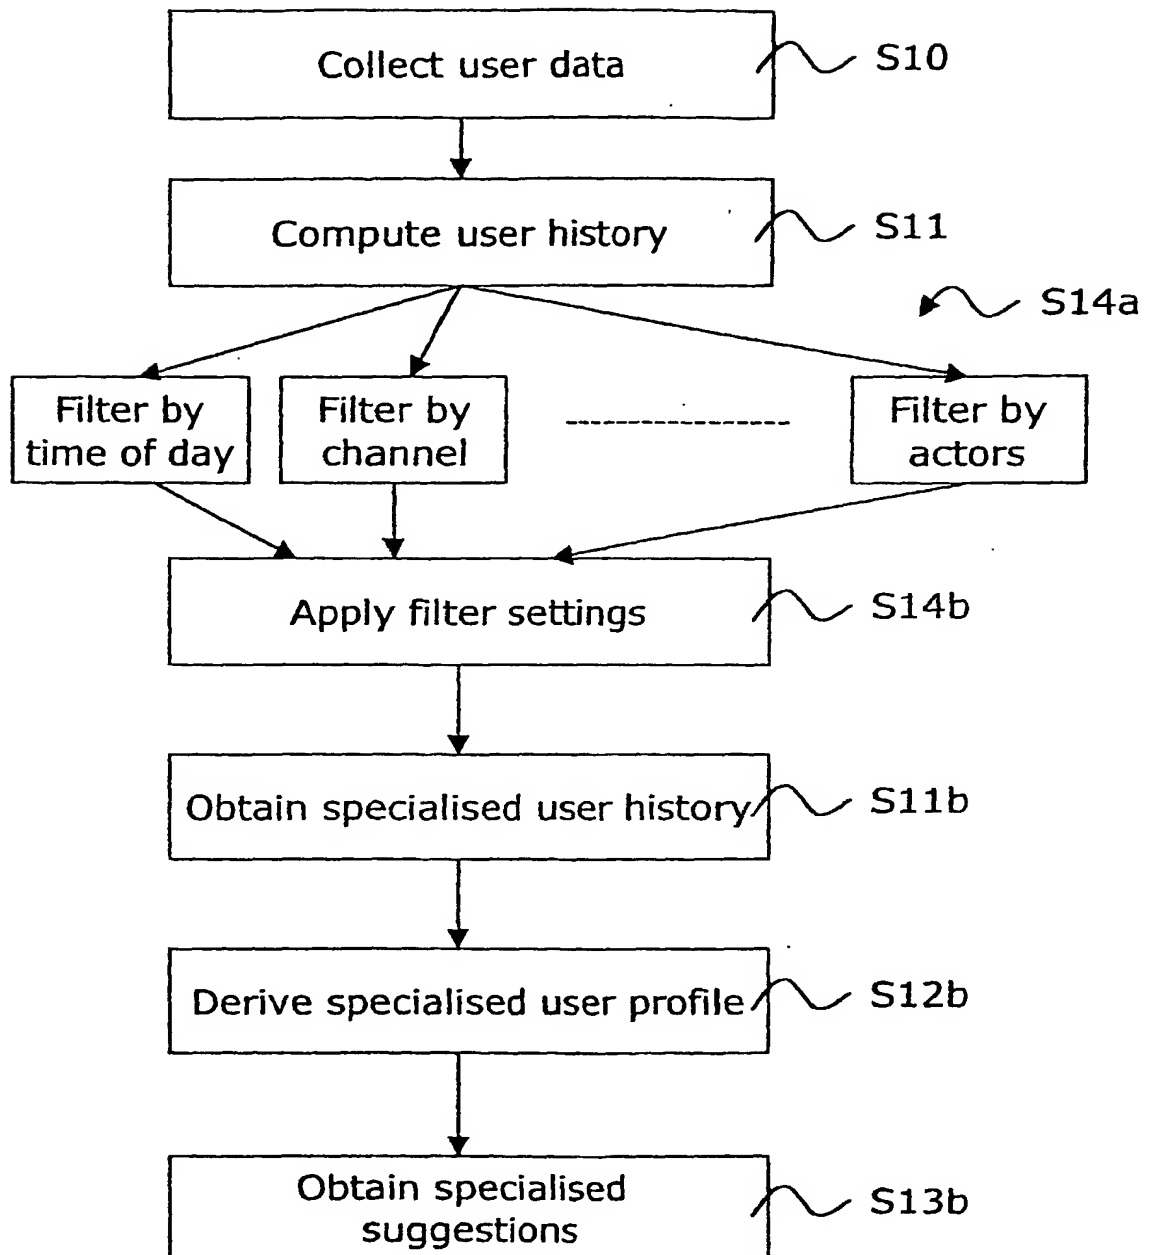 Collect user data
S10
Compute user history
S11
S14a
Filter by
time of day
Filter by
channel
Filter by
actors
Apply filter settings
S14b
Obtain specialised user history
S11b
Derive specialised user profile
S12b
Obtain specialised
suggestions
S13b